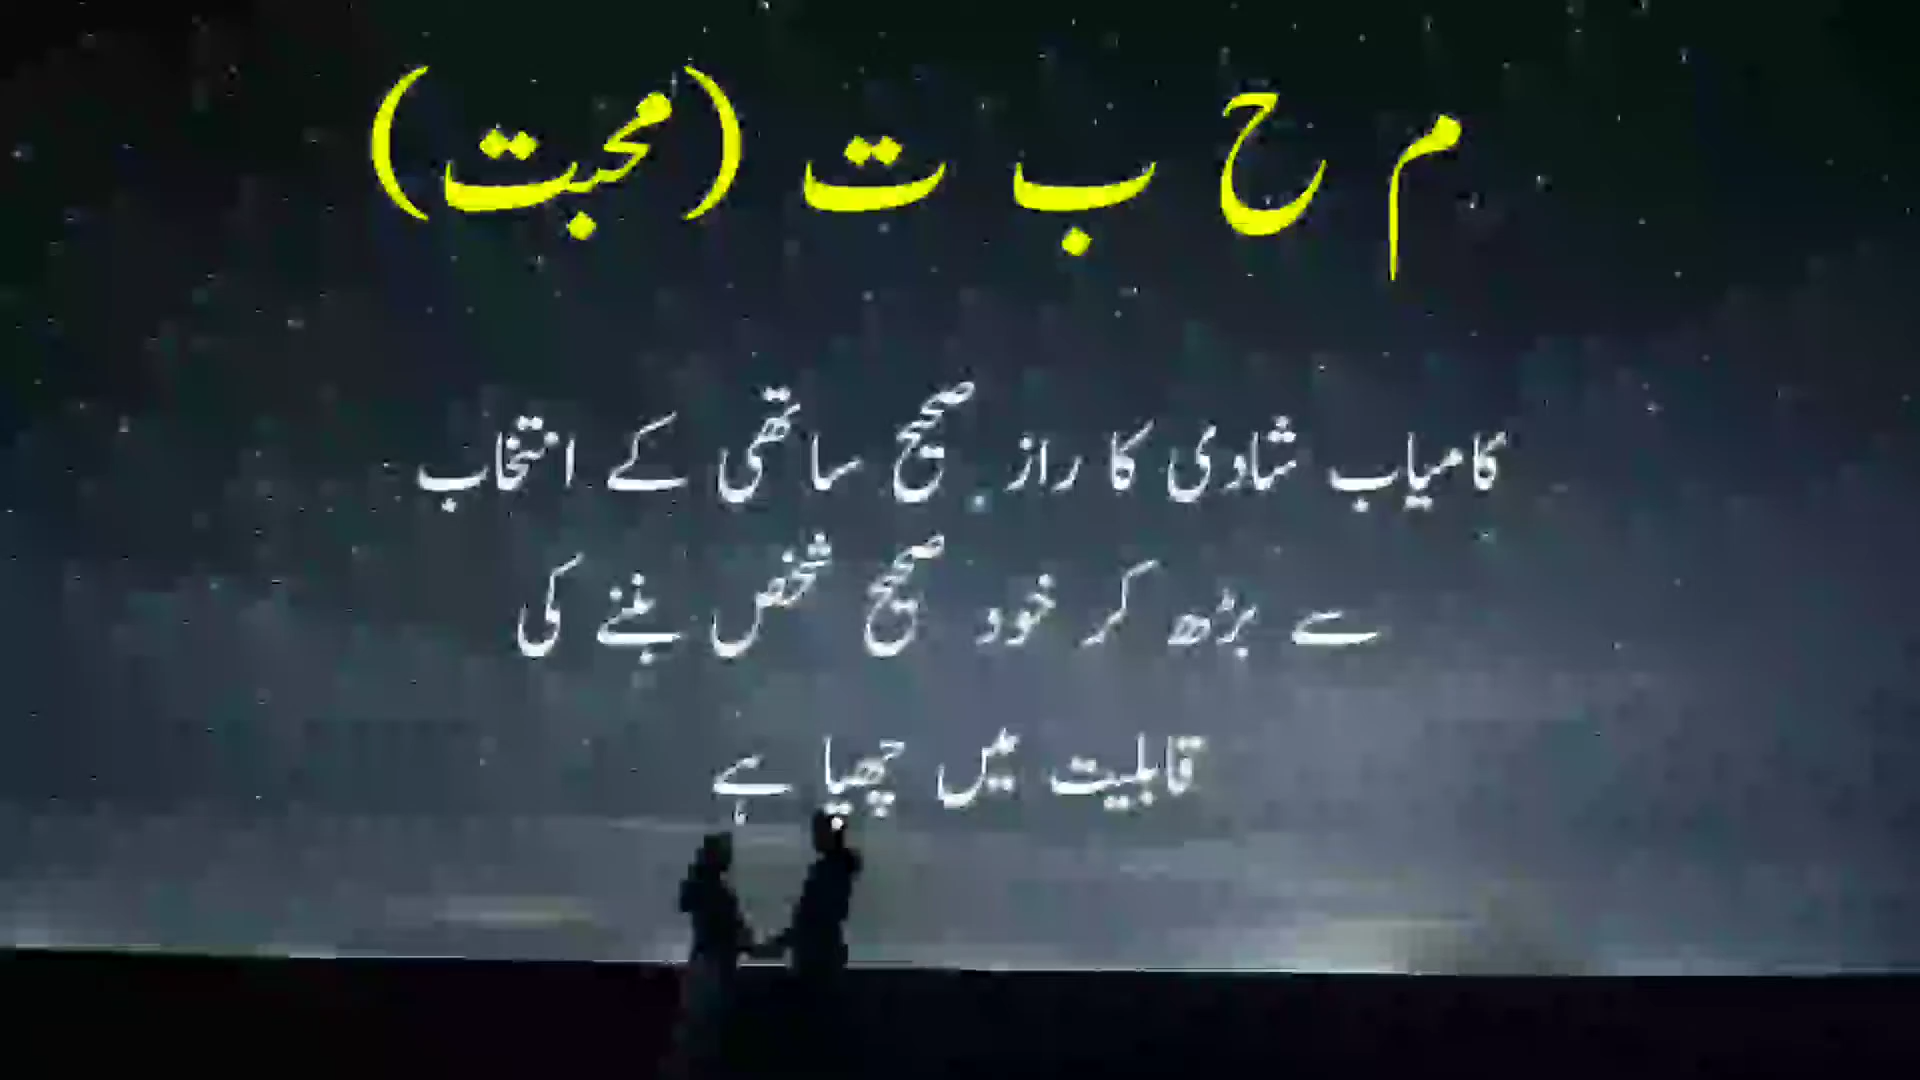 م ح ب ت (محبت)
کامیاب شادی کا راز صحیح ساتھی کے انتخاب
سے بڑھ کر خود صحیح شخص بننے کی
قابلیت میں چھپا ہے